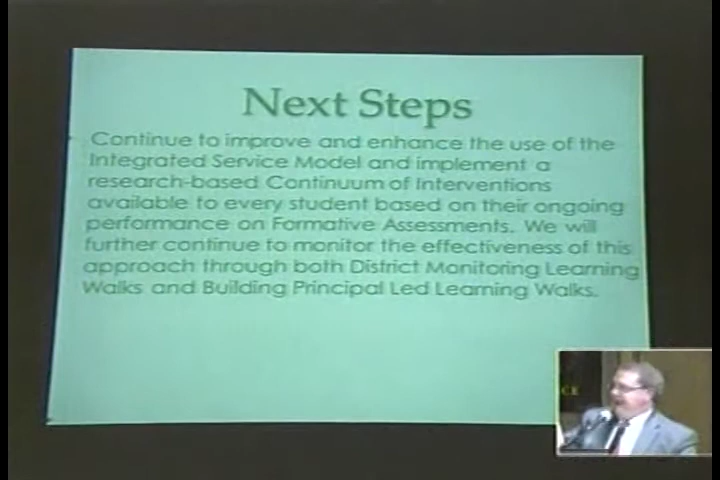 Next Steps
Continue to improve and enhance the use of the
Integrated Service Model and implement a
research-based Continuum of Interventions
available to every student based on their ongoing
performance on Formative Assessments. We will
further continue to monitor the effectiveness of this
approach through both District Monitoring Learning
Walks and Building Principal Led Learning Walks.
CE